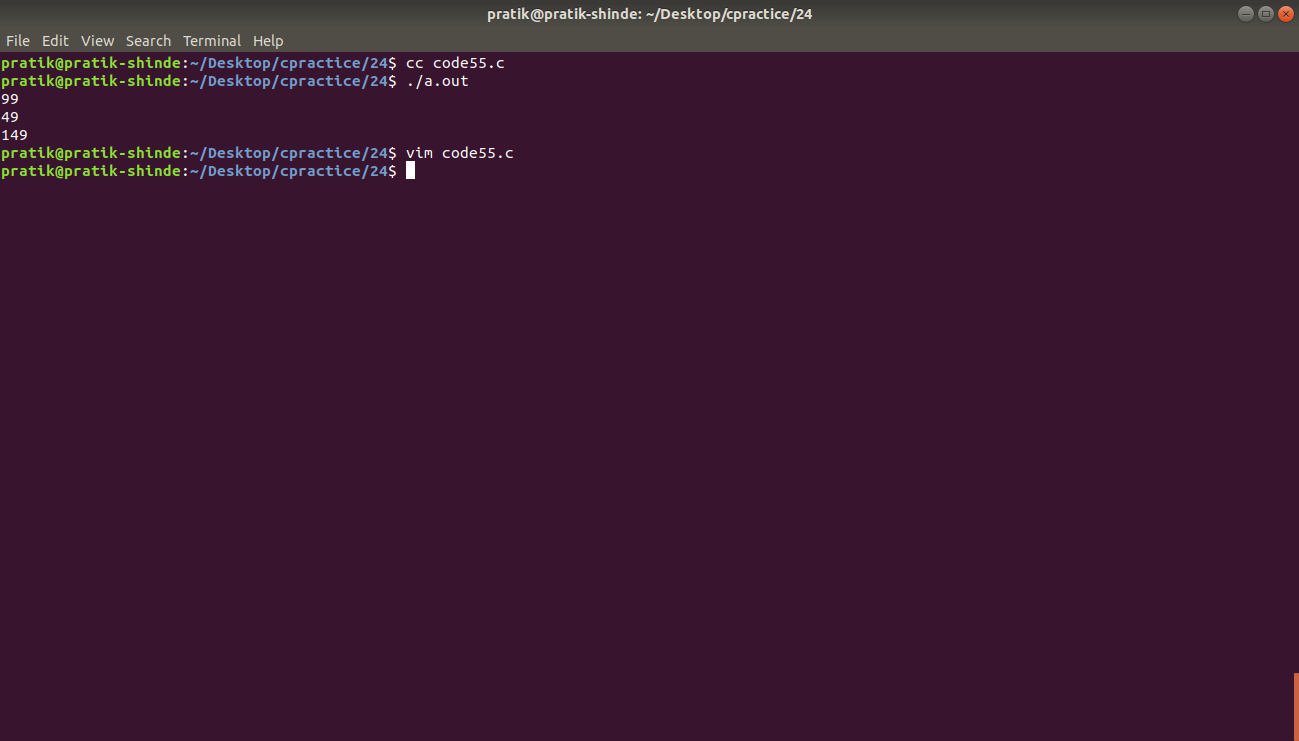 pratik@pratik-shinde: ~/Desktop/cpractice/24
File Edit View Search Terminal Help
pratik@pratik-shinde:~/Desktop/cpractice/24$ cc code55.c
pratik@pratik-shinde:~/Desktop/cpractice/24$ ./a.out
99
49
149
pratik@pratik-shinde:~/Desktop/cpractice/24$ vim code55.c
pratik@pratik-shinde:~/Desktop/cpractice/24$